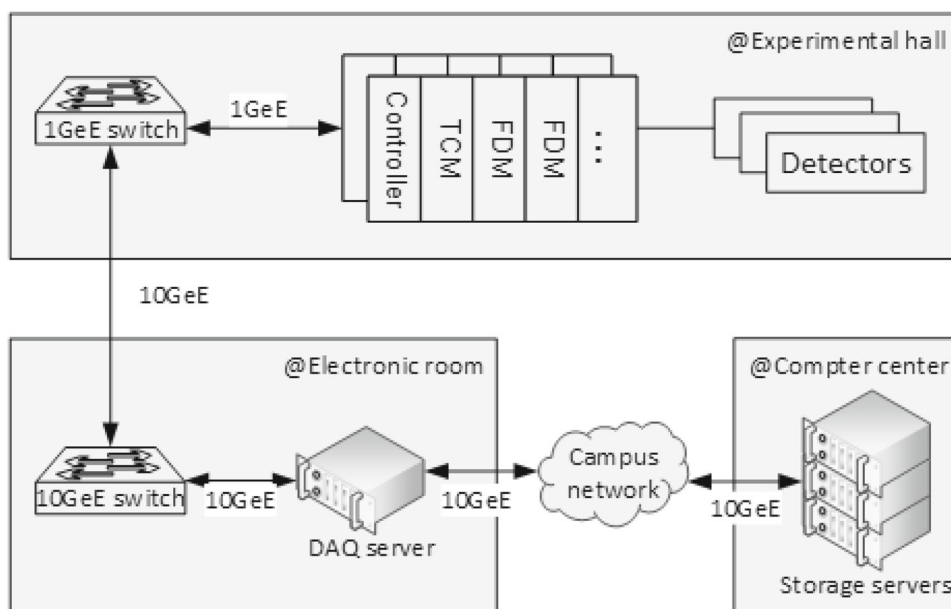 @Experimental hall
1GeE switch
1GeE
Controller
TCM
FDM
FDM
...
Detectors
10GeE
@Electronic room
@Compter center
10GeE switch
10GeE
DAQ server
10GeE
Campus
network
10GeE
Storage servers